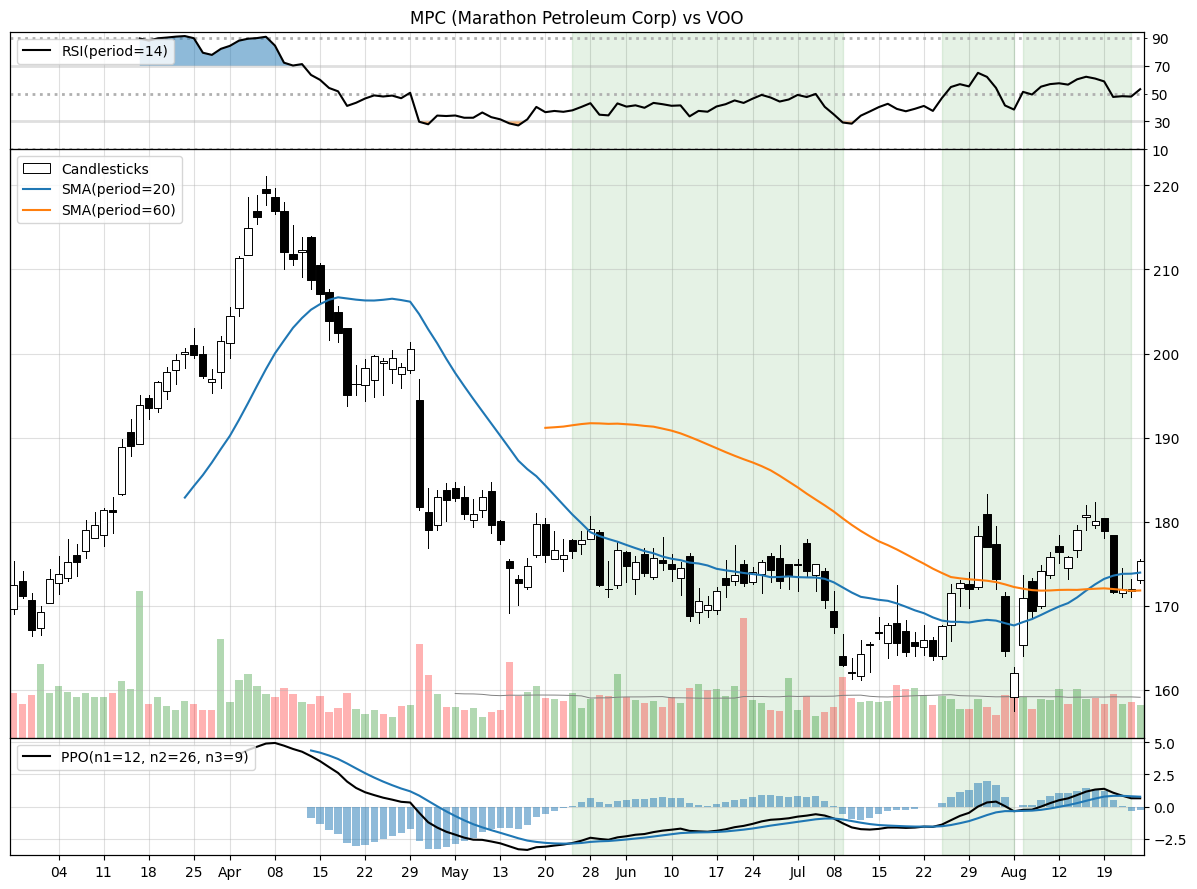 MPC (Marathon Petroleum Corp) vs VOO
RSI(period=14)
90
70
50
30
10
Candlesticks
SMA(period=20)
SMA(period=60)
220
210
200
190
180
170
160
PPO(n1=12, n2=26, n3=9)
5.0
2.5
0.0
−2.5
04 11 18 25 Apr 08 15 22 29 May 13 20 28 Jun 10 17 24 Jul 08 15 22 29 Aug 12 19